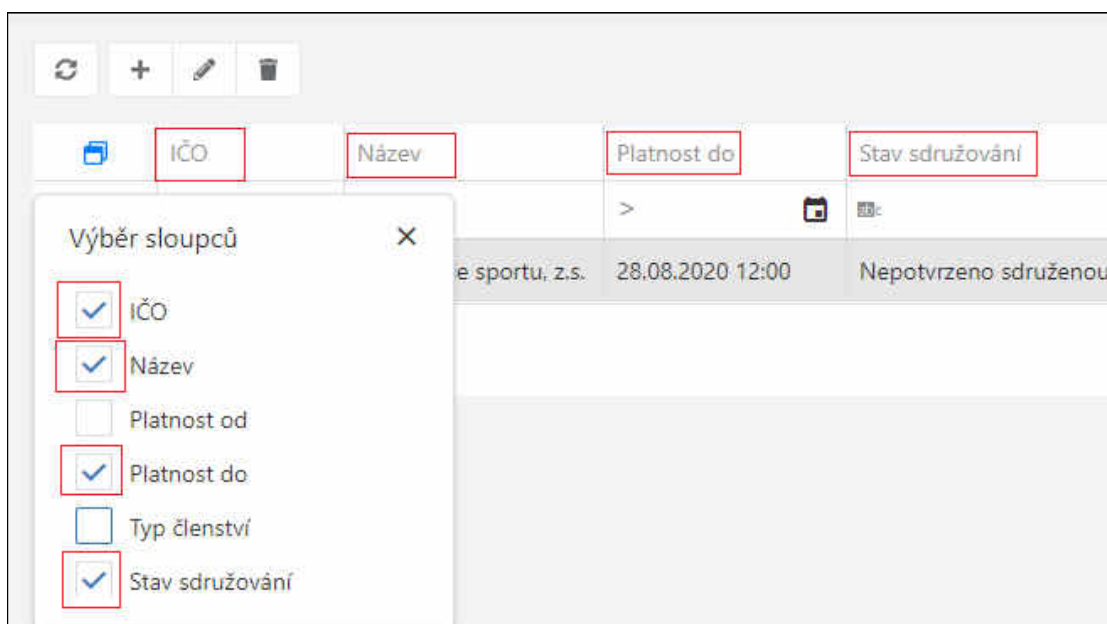 IČO Název Platnost do Stav sdružování
>
Výběr sloupců
e sportu, z.s. 28.08.2020 12:00 Nepotvrzeno sdruženou
IČO
Název
Platnost od
Platnost do
Typ členství
Stav sdružování